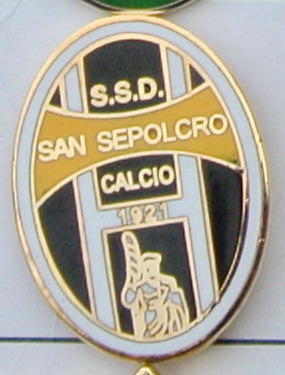 S.S.D.
SAN SEPOLCRO
CALCIO
1921